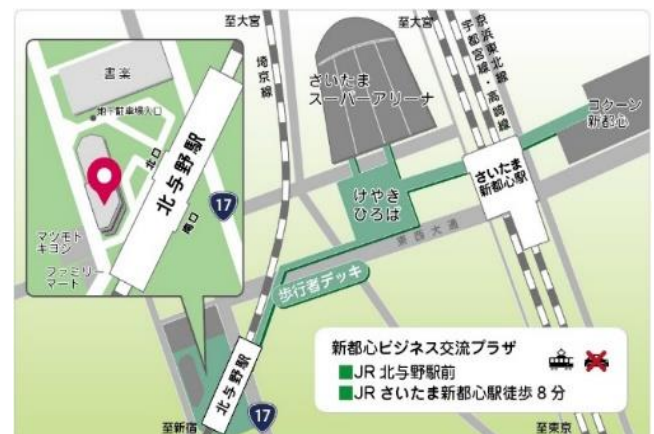 至大宮
至大宮
京浜東北線
宇都宮線・高崎線
埼京線
書楽
地下駐車場入口
さいたま
スーパーアリーナ
コクーン
新都心
北口
北与野駅
17
南口
さいたま
新都心駅
けやき
ひろば
東西大通
マツモト
キヨシ
ファミリー
マート
歩行者デッキ
新都心ビジネス交流プラザ
■JR 北与野駅前
■JR さいたま新都心駅徒歩 8 分
北与野駅
17
至新宿
至東京